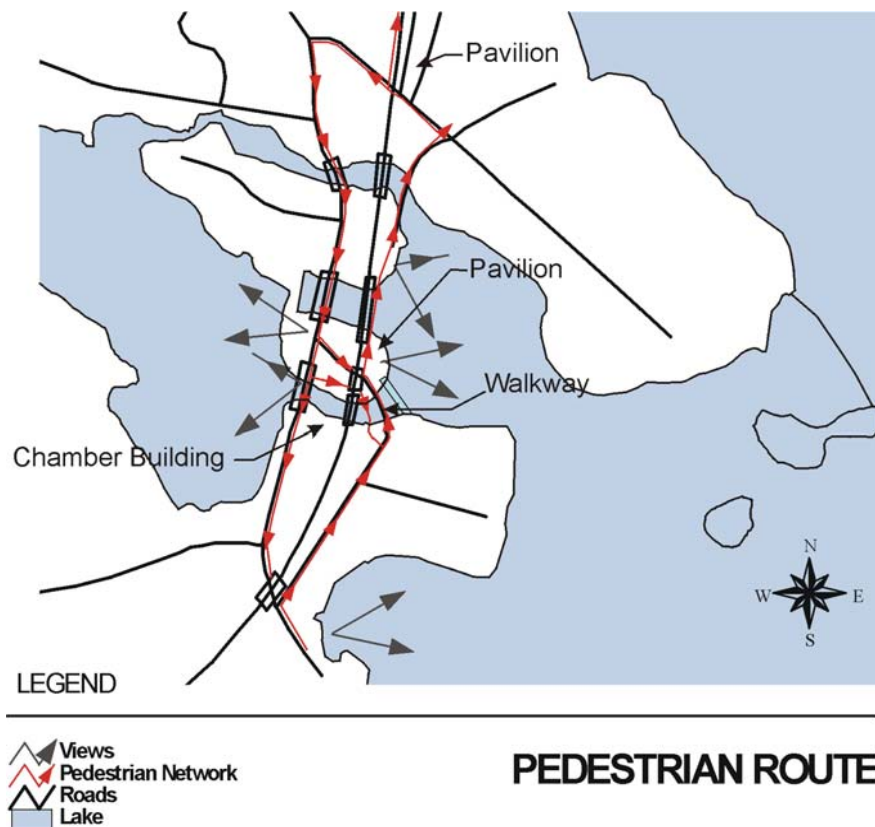 Pavilion
Pavilion
Walkway
Chamber Building
N
W E
S
LEGEND
Views
Pedestrian Network
Roads
Lake
PEDESTRIAN ROUTE